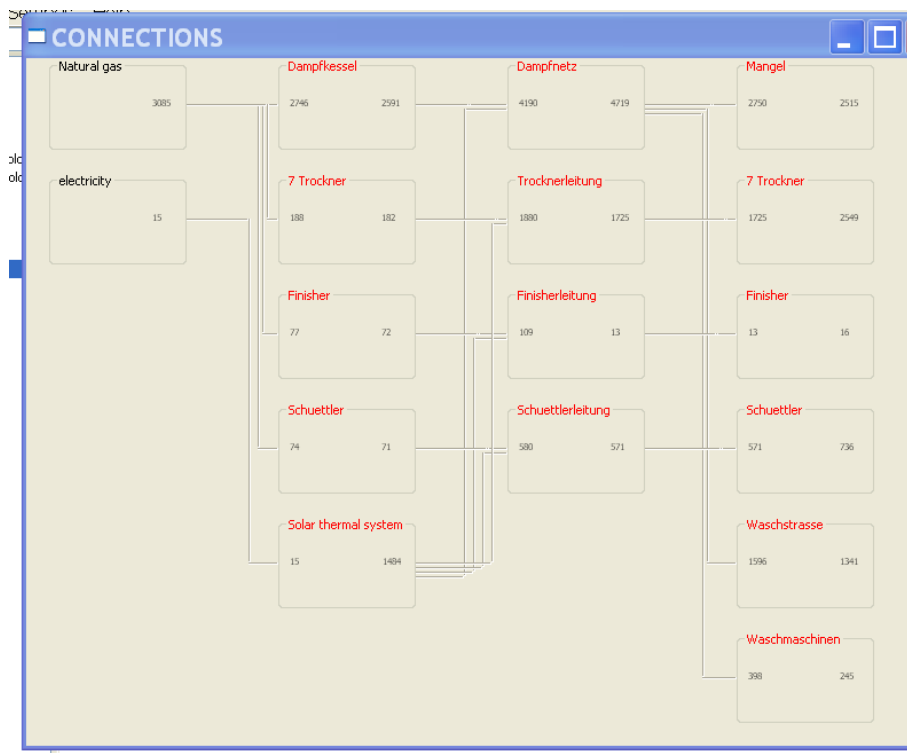 CONNECTIONS
Natural gas Dampfkessel Dampfnetz Mangel
3085 2746 2591 4190 4719 2750 2515
electricity 7 Trockner Trocknerleitung 7 Trockner
15 188 182 1880 1725 1725 2549
Finisher Finisherleitung Finisher
77 72 109 13 13 16
Schuettler Schuettlerleitung Schuettler
74 71 580 571 571 736
Solar thermal system Waschstrasse
15 1484 1596 1341
Waschmaschinen
398 245